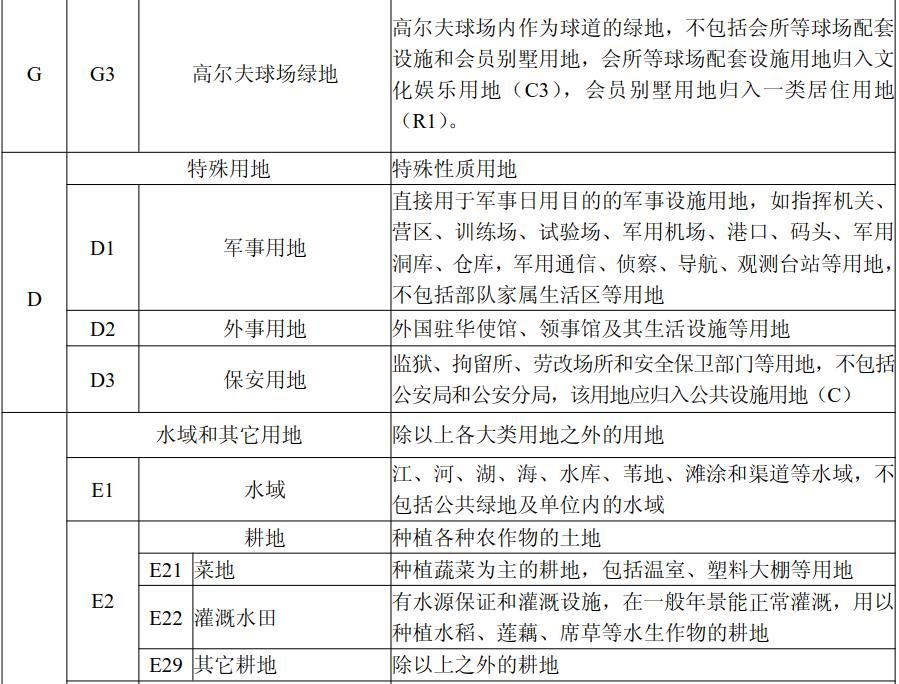 高尔夫球场内作为球道的绿地，不包括会所等球场配套
设施和会员别墅用地，会所等球场配套设施用地归入文
G G3 高尔夫球场绿地
化娱乐用地（C3），会员别墅用地归入一类居住用地
（R1）。
特殊用地 特殊性质用地
直接用于军事日用目的的军事设施用地，如指挥机关、
营区、训练场、试验场、军用机场、港口、码头、军用
D1 军事用地
洞库、仓库，军用通信、侦察、导航、观测台站等用地，
不包括部队家属生活区等用地
D
D2 外事用地 外国驻华使馆、领事馆及其生活设施等用地
监狱、拘留所、劳改场所和安全保卫部门等用地，不包括
D3 保安用地
公安局和公安分局，该用地应归入公共设施用地（C）
水域和其它用地 除以上各大类用地之外的用地
江、河、湖、海、水库、苇地、滩涂和渠道等水域，不
E1 水域
包括公共绿地及单位内的水域
耕地 种植各种农作物的土地
E21 菜地 种植蔬菜为主的耕地，包括温室、塑料大棚等用地
E2
有水源保证和灌溉设施，在一般年景能正常灌溉，用以
E22 灌溉水田
种植水稻、莲藕、席草等水生作物的耕地
E29 其它耕地 除以上之外的耕地